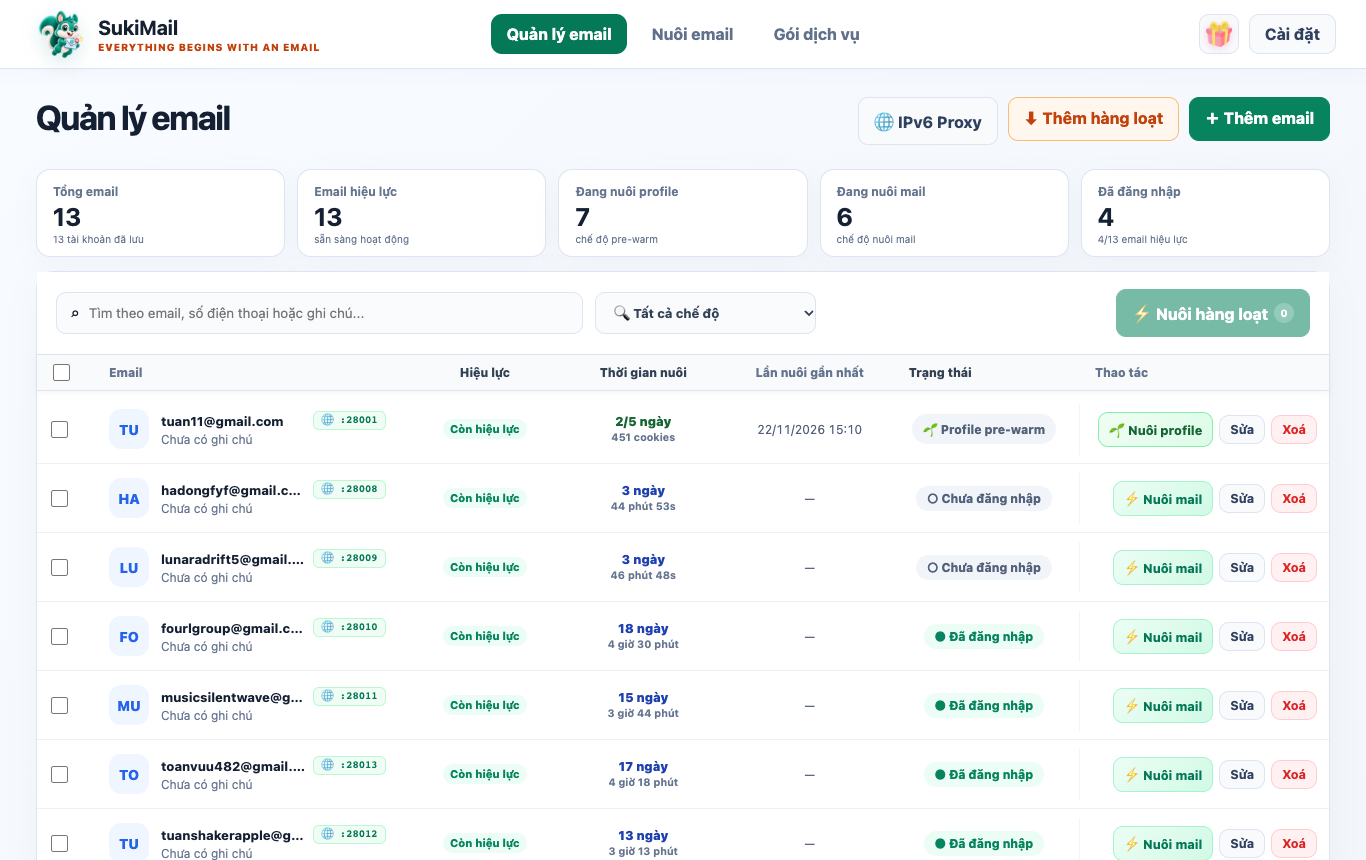 SukiMail
EVERYTHING BEGINS WITH AN EMAIL
Quản lý email
Nuôi email
Gói dịch vụ
Cài đặt
Quản lý email
IPv6 Proxy
Thêm hàng loạt
+ Thêm email
Tổng email
13
13 tài khoản đã lưu
Email hiệu lực
13
sẵn sàng hoạt động
Đang nuôi profile
7
chế độ pre-warm
Đang nuôi mail
6
chế độ nuôi mail
Đã đăng nhập
4
4/13 email hiệu lực
Tìm theo email, số điện thoại hoặc ghi chú...
Tất cả chế độ
Nuôi hàng loạt 0
Email Hiệu lực Thời gian nuôi Lần nuôi gần nhất Trạng thái Thao tác
TU tuan11@gmail.com :28001 Còn hiệu lực 2/5 ngày 22/11/2026 15:10 Profile pre-warm Nuôi profile Sửa Xoá
Chưa có ghi chú 451 cookies
HA hadongfyf@gmail.c... :28008 Còn hiệu lực 3 ngày — Chưa đăng nhập Nuôi mail Sửa Xoá
Chưa có ghi chú 44 phút 53s
LU lunaradrift5@gmail.... :28009 Còn hiệu lực 3 ngày — Chưa đăng nhập Nuôi mail Sửa Xoá
Chưa có ghi chú 46 phút 48s
FO fourlgroup@gmail.c... :28010 Còn hiệu lực 18 ngày — Đã đăng nhập Nuôi mail Sửa Xoá
Chưa có ghi chú 4 giờ 30 phút
MU musicsilentwave@g... :28011 Còn hiệu lực 15 ngày — Đã đăng nhập Nuôi mail Sửa Xoá
Chưa có ghi chú 3 giờ 44 phút
TO toanvuu482@gmail.... :28013 Còn hiệu lực 17 ngày — Đã đăng nhập Nuôi mail Sửa Xoá
Chưa có ghi chú 4 giờ 18 phút
TU tuanshakerapple@g... :28012 Còn hiệu lực 13 ngày — Đã đăng nhập Nuôi mail Sửa Xoá
Chưa có ghi chú 3 giờ 13 phút